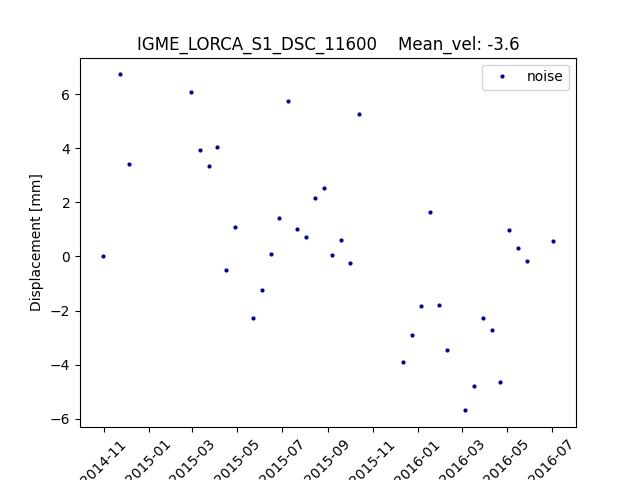 IGME_LORCA_S1_DSC_11600 Mean_vel: -3.6
noise
Displacement [mm]
6
4
2
0
−2
−4
−6
2014-11 2015-01 2015-03 2015-05 2015-07 2015-09 2015-11 2016-01 2016-03 2016-05 2016-07